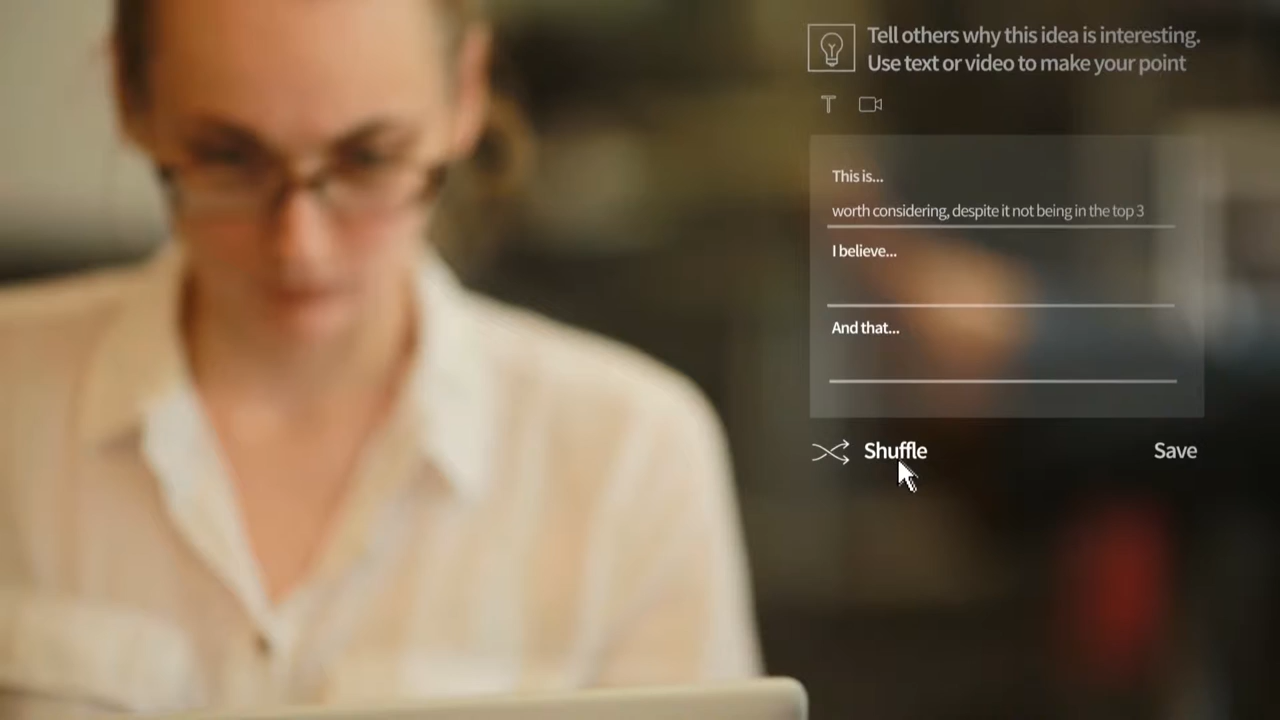 Tell others why this idea is interesting.
Use text or video to make your point
T
This is...
worth considering, despite it not being in the top 3
I believe...
And that...
Shuffle
Save